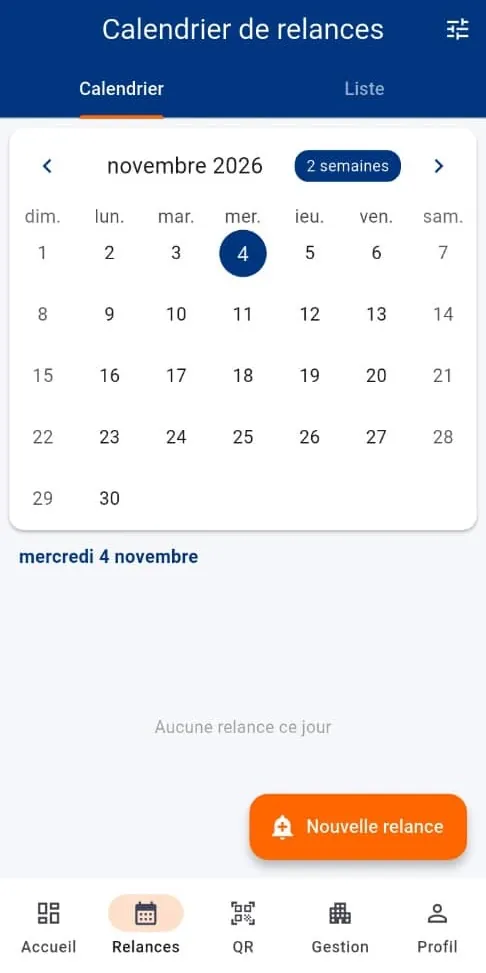 Calendrier de relances
Calendrier Liste
novembre 2026 2 semaines
dim. lun. mar. mer. jeu. ven. sam.
1 2 3 4 5 6 7
8 9 10 11 12 13 14
15 16 17 18 19 20 21
22 23 24 25 26 27 28
29 30
mercredi 4 novembre
Aucune relance ce jour
Nouvelle relance
Accueil Relances QR Gestion Profil